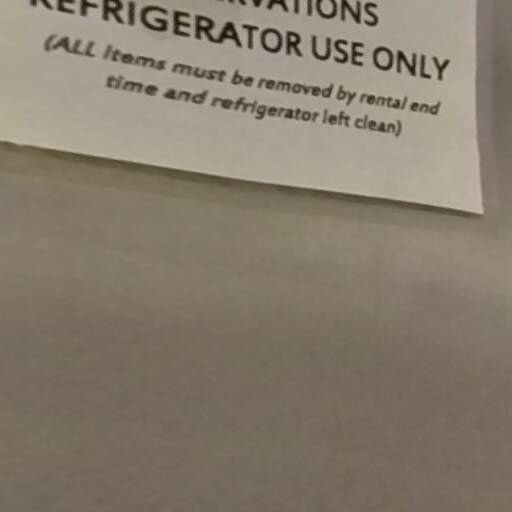 REFRIGERATOR USE ONLY
(ALL Items must be removed by rental end
time and refrigerator left clean)